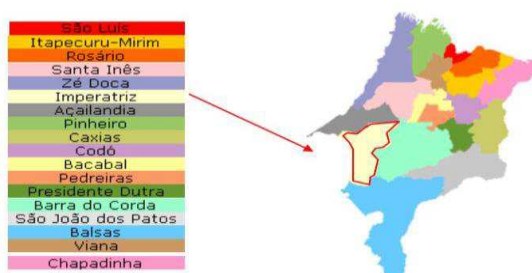 São Luís
Itapecuru-Mirim
Rosário
Santa Inês
Zé Doca
Imperatriz
Açailandia
Pinheiro
Caxias
Codó
Bacabal
Pedreiras
Presidente Dutra
Barra do Corda
São João dos Patos
Balsas
Viana
Chapadinha